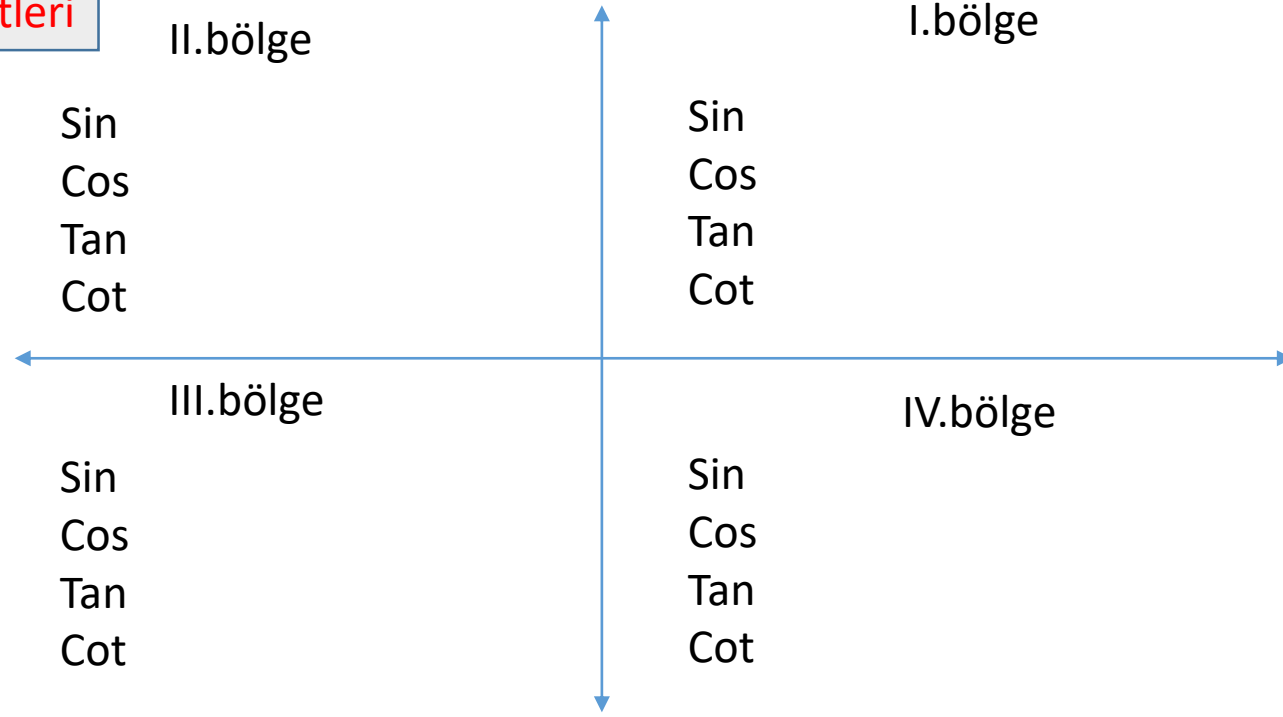 II.bölge
I.bölge
Sin
Cos
Tan
Cot
Sin
Cos
Tan
Cot
III.bölge
IV.bölge
Sin
Cos
Tan
Cot
Sin
Cos
Tan
Cot